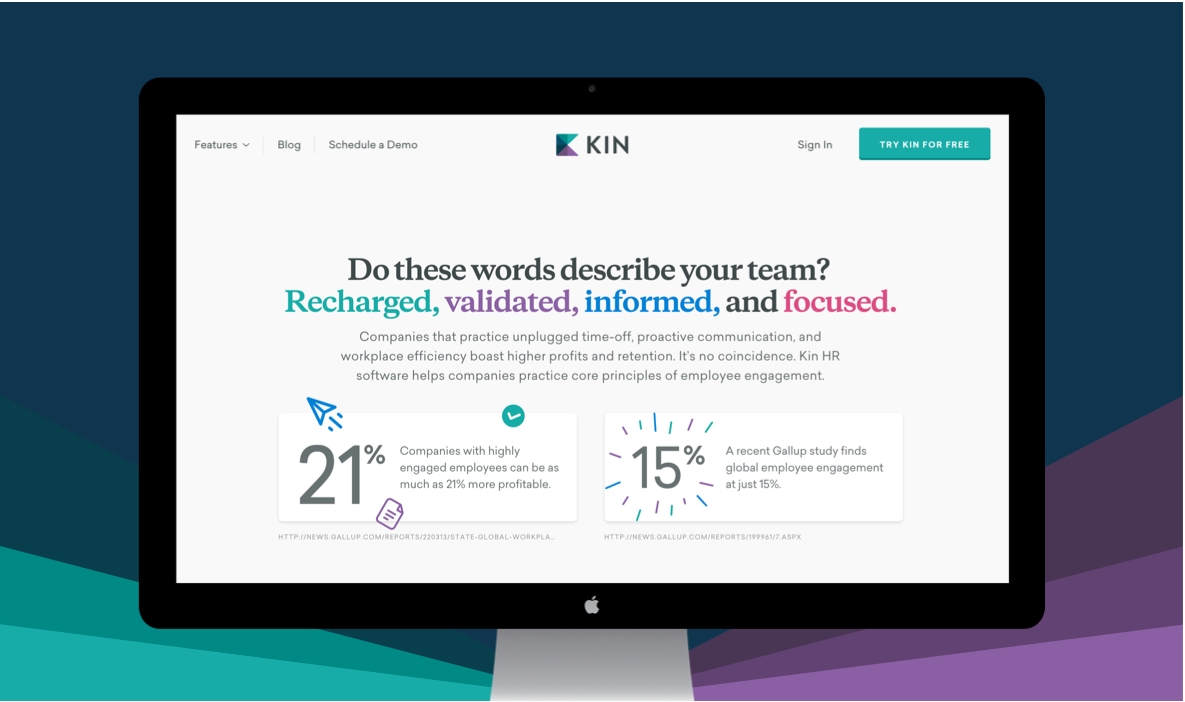 Features
Blog
Schedule a Demo
KIN
Sign In
TRY KIN FOR FREE
Do these words describe your team?
Recharged, validated, informed, and focused.
Companies that practice unplugged time-off, proactive communication, and
workplace efficiency boast higher profits and retention. It's no coincidence. Kin HR
software helps companies practice core principles of employee engagement.
21%
Companies with highly
engaged employees can be as
much as 21% more profitable.
HTTP://NEWS.GALLUP.COM/REPORTS/220313/STATE-GLOBAL-WORKPLA...
15%
A recent Gallup study finds
global employee engagement
at just 15%.
HTTP://NEWS.GALLUP.COM/REPORTS/199961/7.ASPX